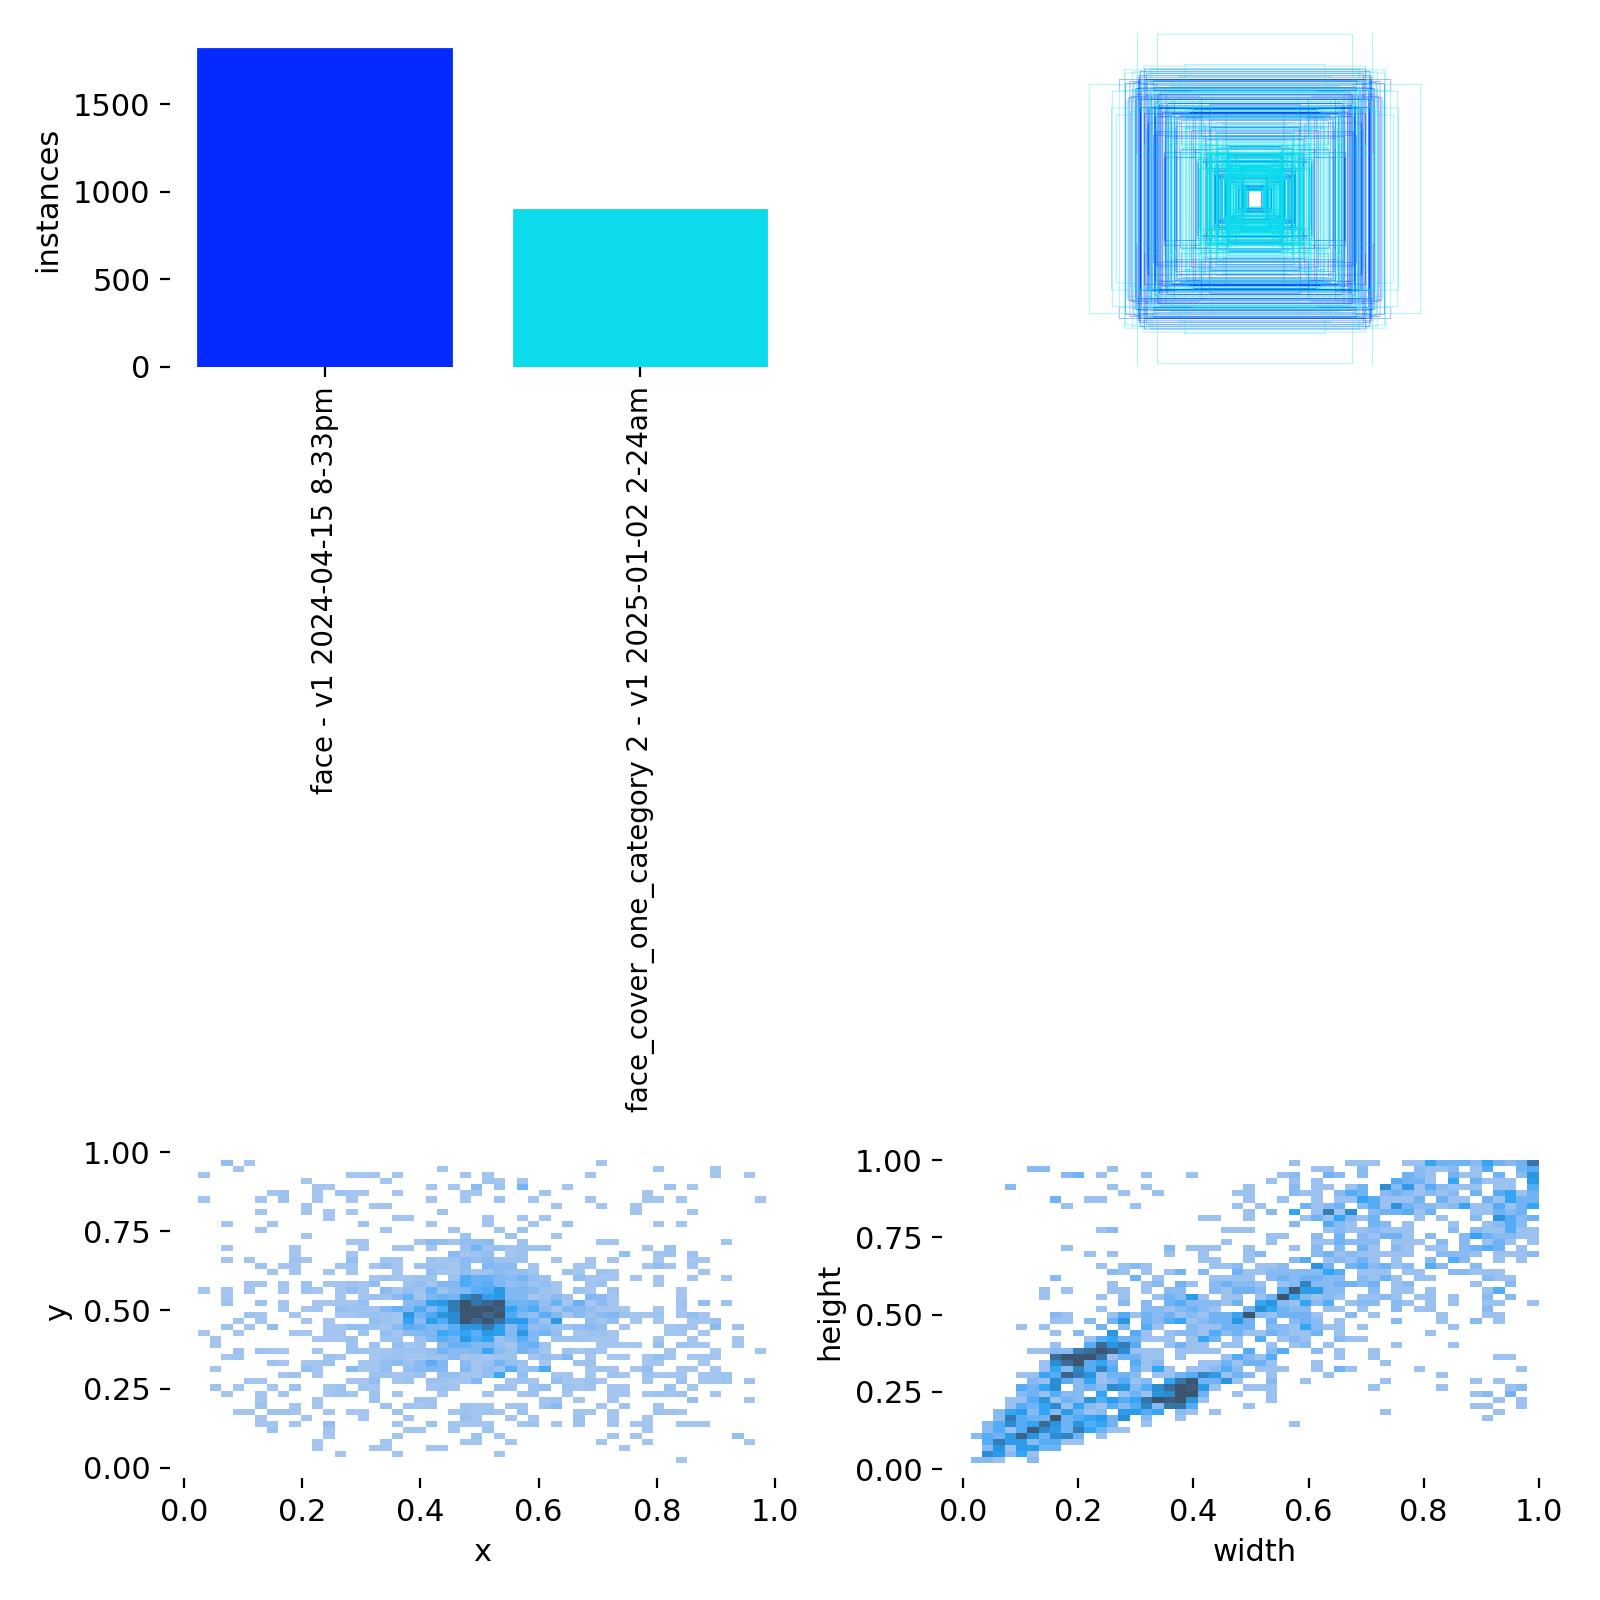 instances
1500
1000
500
0
face - v1 2024-04-15 8-33pm
face_cover_one_category 2 - v1 2025-01-02 2-24am
y
1.00
0.75
0.50
0.25
0.00
0.0 0.2 0.4 0.6 0.8 1.0
x
height
1.00
0.75
0.50
0.25
0.00
0.0 0.2 0.4 0.6 0.8 1.0
width